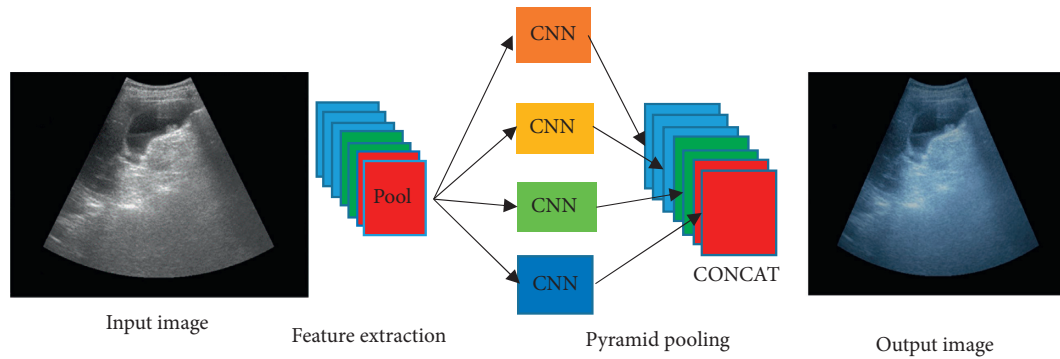 CNN
CNN
Pool
CNN
CNN
CONCAT
Input image
Feature extraction
Pyramid pooling
Output image